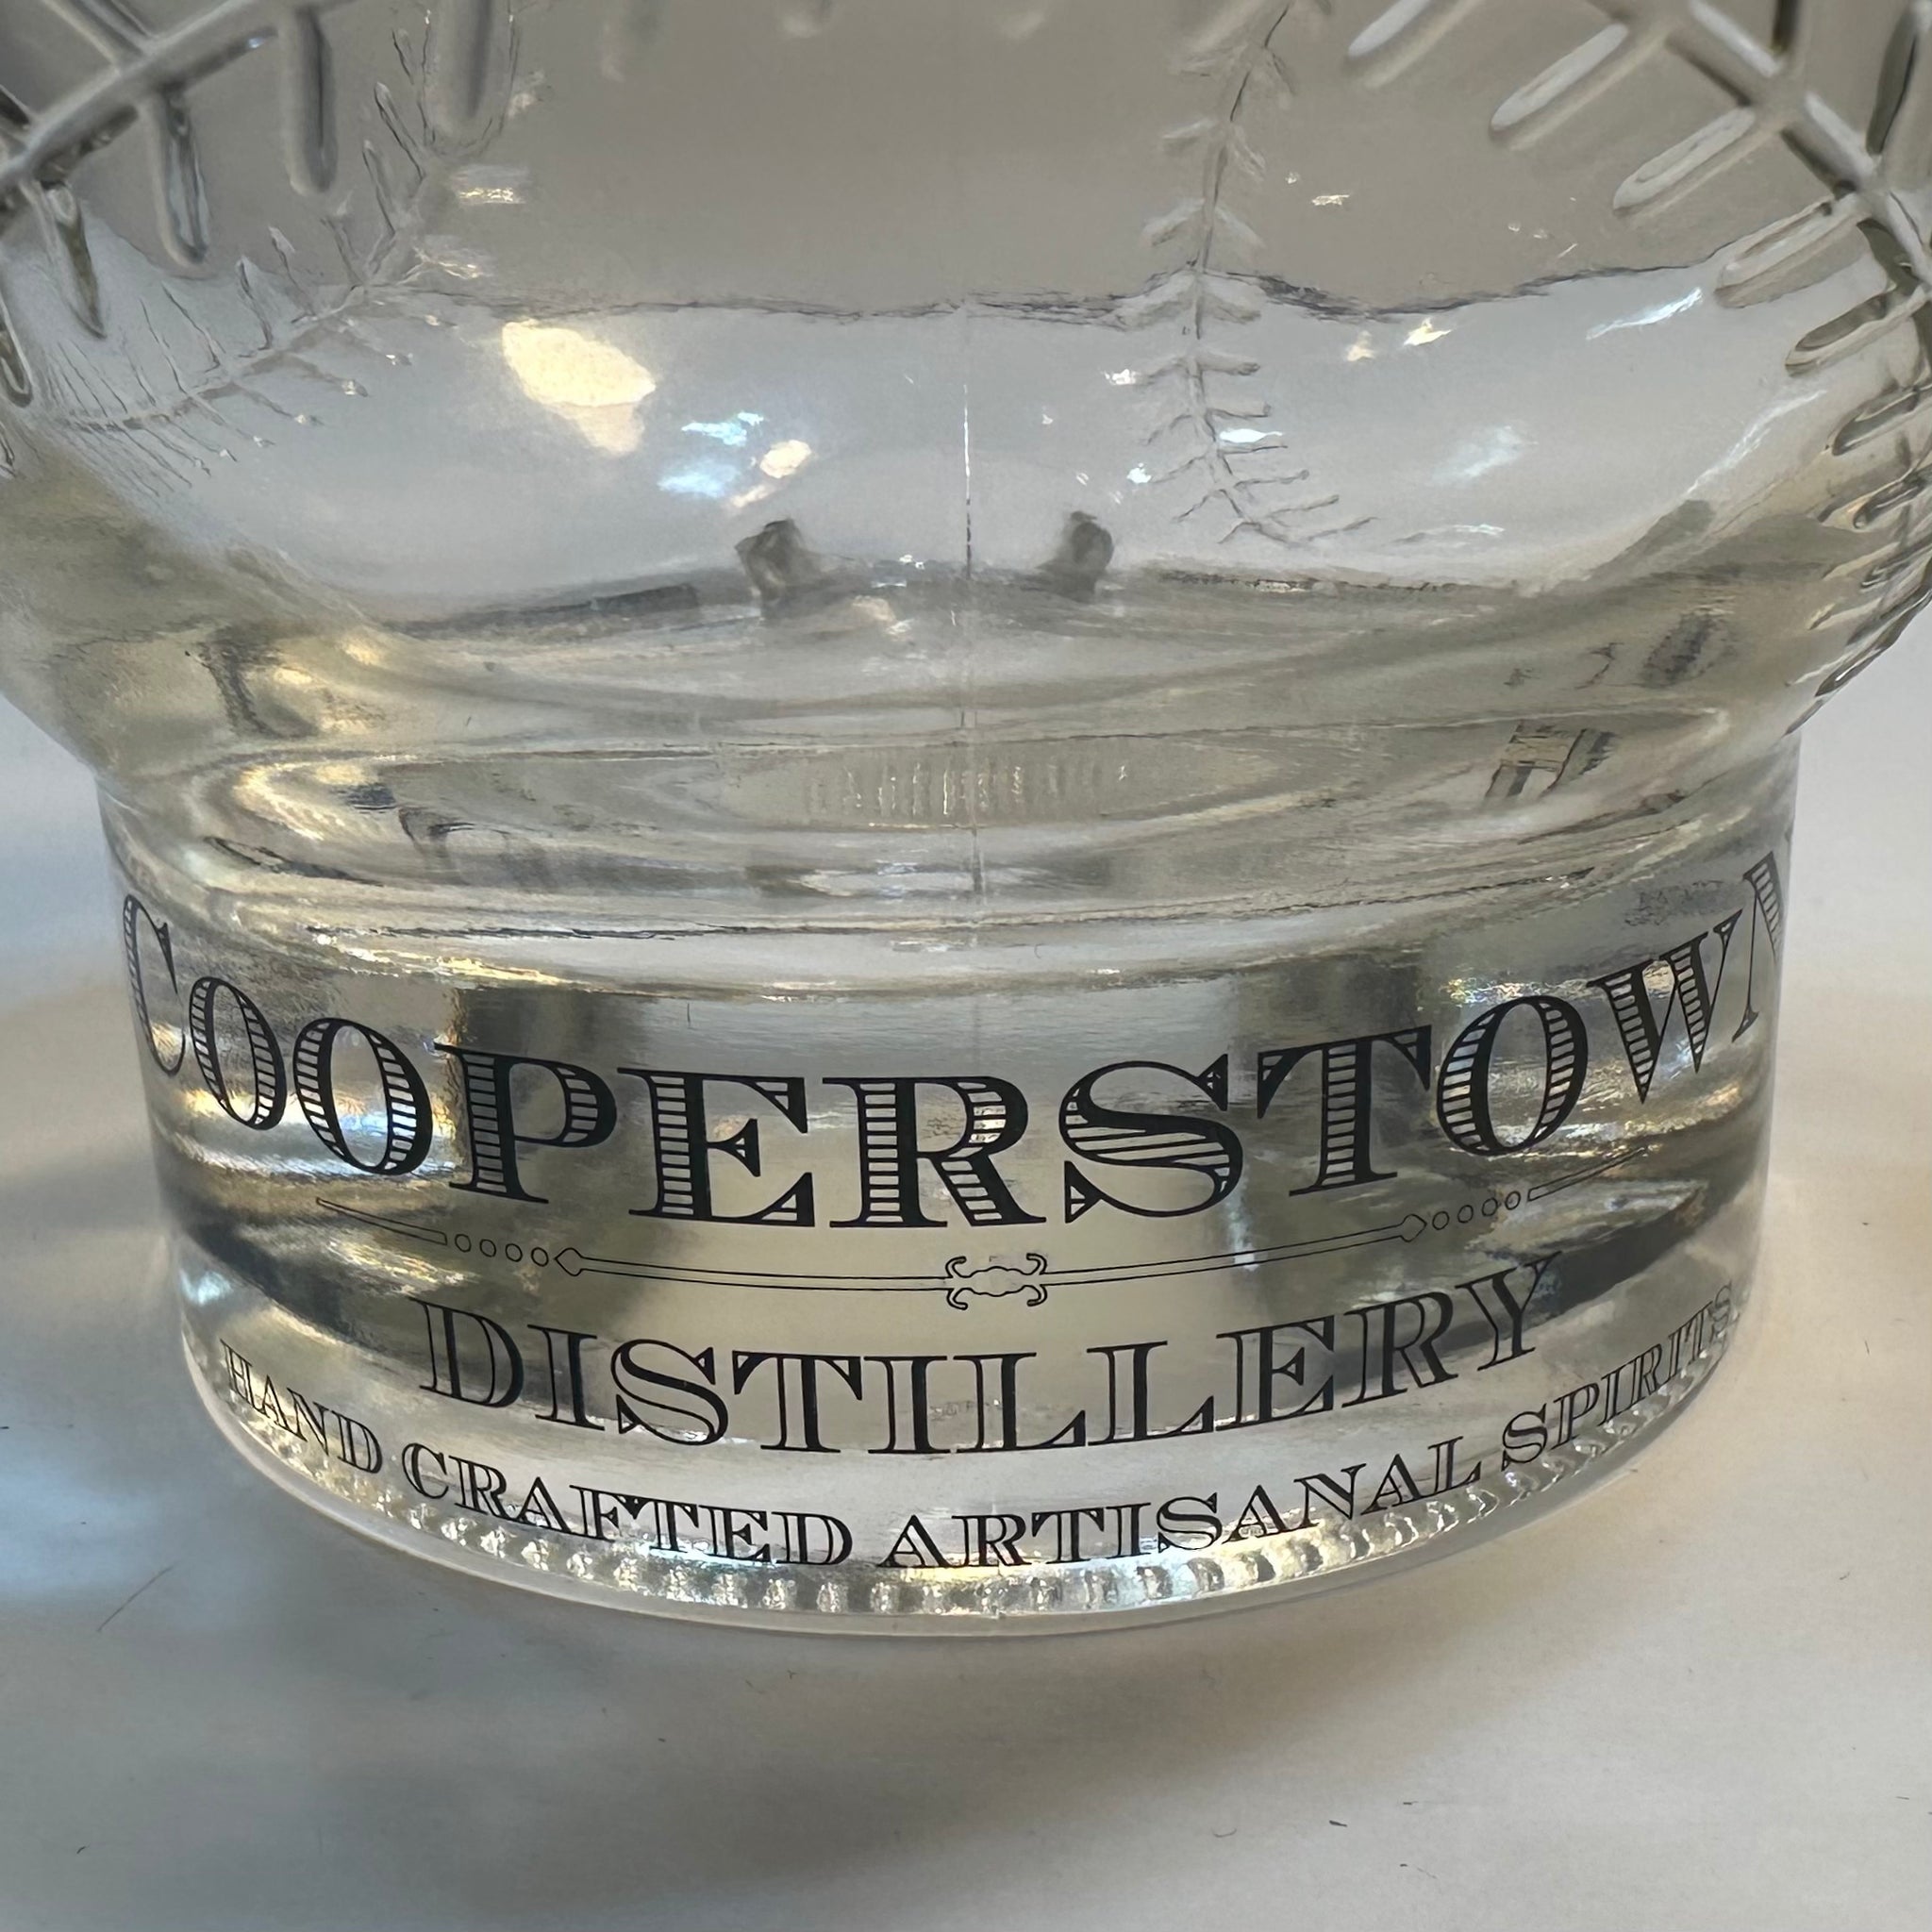 COOPERSTOWN
DISTILLERY
HAND CRAFTED ARTISANAL SPIRITS